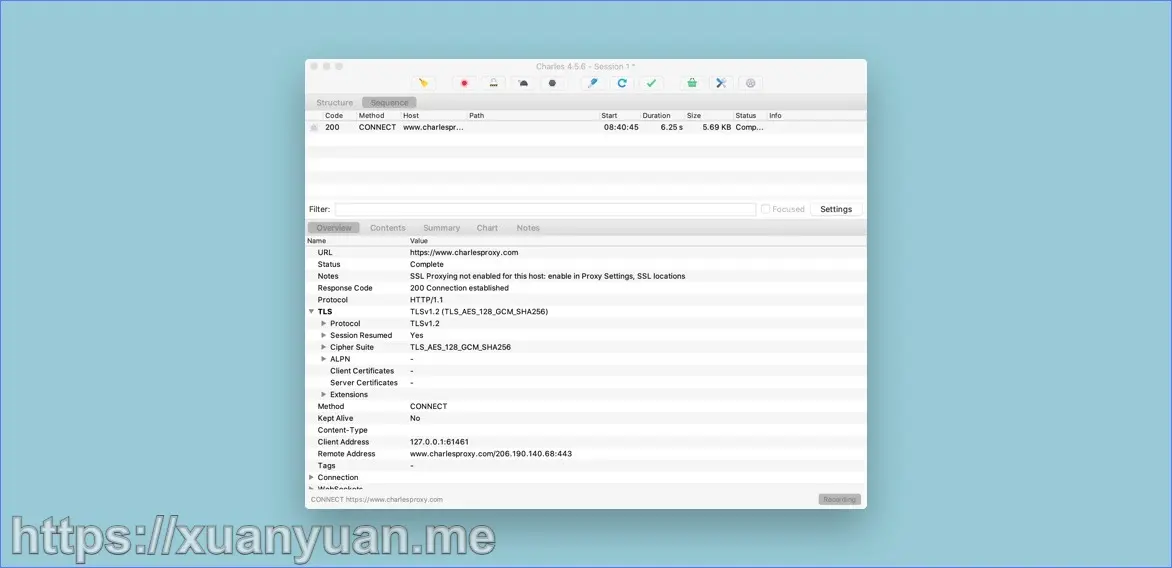 Charles 4.5.6 - Session 1 *
Structure Sequence
Code Method Host Path Start Duration Size Status Info
200 CONNECT www.charlespr... 08:40:45 6.25 s 5.69 KB Comp...
Filter: Focused Settings
Overview Contents Summary Chart Notes
Name Value
URL https://www.charlesproxy.com
Status Complete
Notes SSL Proxying not enabled for this host: enable in Proxy Settings, SSL locations
Response Code 200 Connection established
Protocol HTTP/1.1
TLS TLSv1.2 (TLS_AES_128_GCM_SHA256)
Protocol TLSv1.2
Session Resumed Yes
Cipher Suite TLS_AES_128_GCM_SHA256
ALPN -
Client Certificates -
Server Certificates -
Extensions
Method CONNECT
Kept Alive No
Content-Type
Client Address 127.0.0.1:61461
Remote Address www.charlesproxy.com/206.190.140.68:443
Tags -
Connection
WebSockets
CONNECT https://www.charlesproxy.com Recording
https://xuanyuan.me